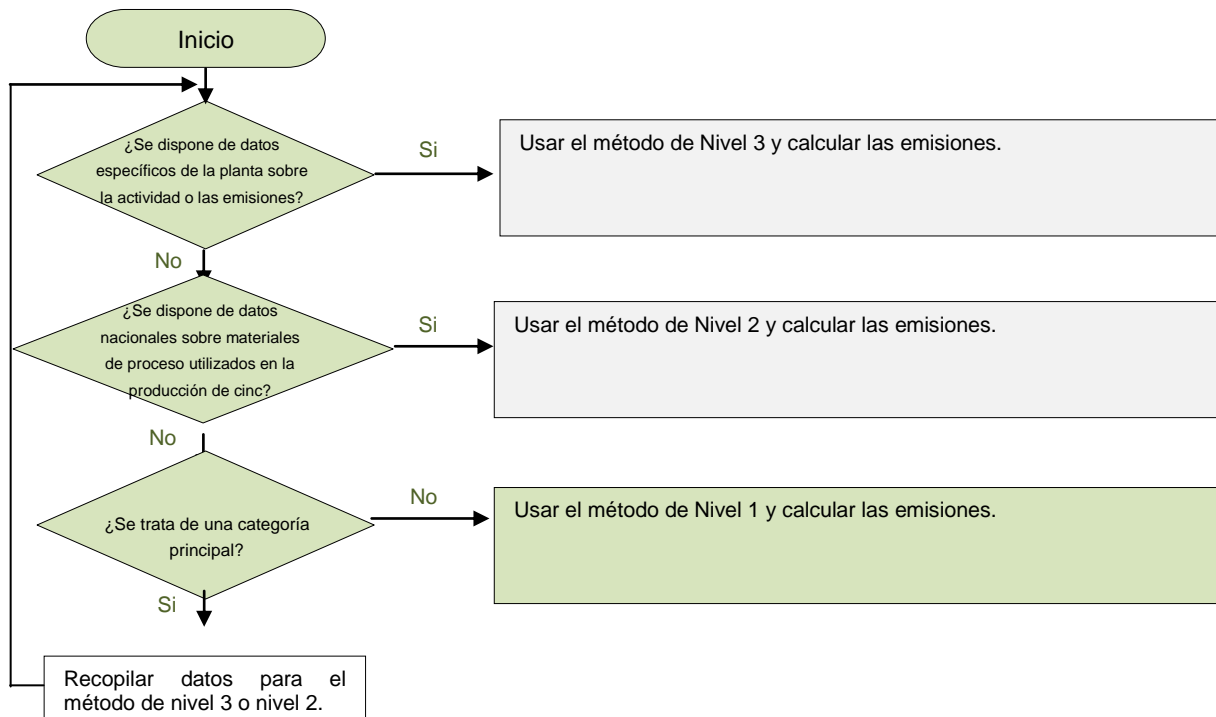 Inicio
¿Se dispone de datos
específicos de la planta sobre
la actividad o las emisiones?
Si
Usar el método de Nivel 3 y calcular las emisiones.
No
¿Se dispone de datos
nacionales sobre materiales
de proceso utilizados en la
producción de cinc?
Si
Usar el método de Nivel 2 y calcular las emisiones.
No
¿Se trata de una categoría
principal?
No
Usar el método de Nivel 1 y calcular las emisiones.
Si
Recopilar datos para el
método de nivel 3 o nivel 2.